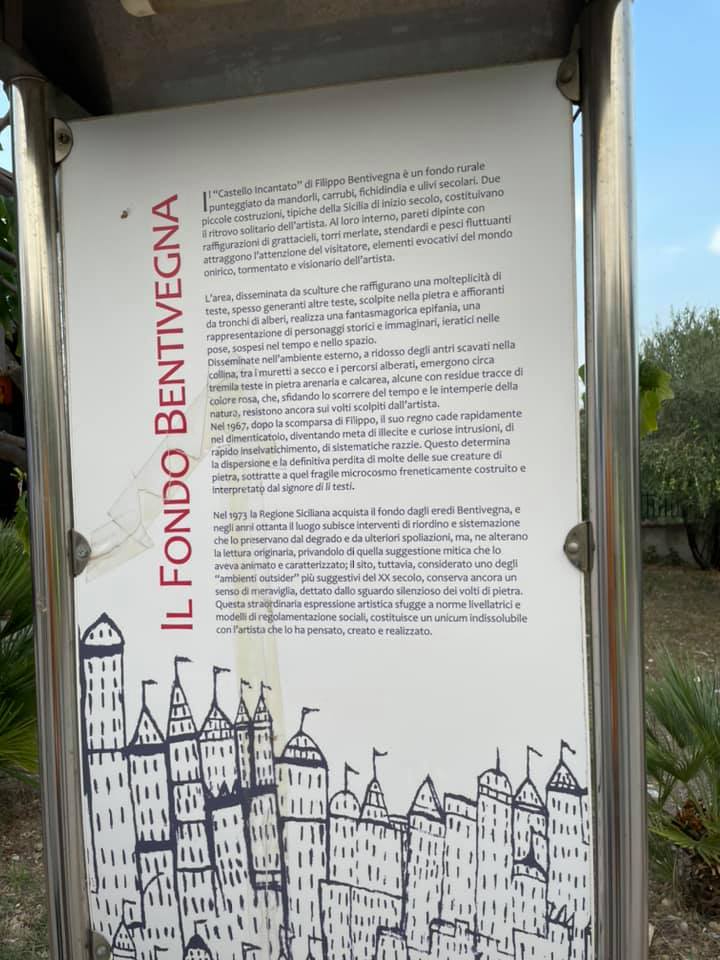 IL FONDO BENTIVEGNA
Il "Castello Incantato" di Filippo Bentivegna è un fondo rurale
punteggiato da mandorli, carrubi, fichidindia e ulivi secolari. Due
piccole costruzioni, tipiche della Sicilia di inizio secolo, costituivano
il ritrovo solitario dell'artista. Al loro interno, pareti dipinte con
raffigurazioni di grattacieli, torri merlate, stendardi e pesci fluttuanti
attraggono l'attenzione del visitatore, elementi evocativi del mondo
onirico, tormentato e visionario dell'artista.
L'area, disseminata da sculture che raffigurano una molteplicità di
teste, spesso generanti altre teste, scolpite nella pietra e affioranti
da tronchi di alberi, realizza una fantasmagorica epifania, una
rappresentazione di personaggi storici e immaginari, ieratici nelle
pose, sospesi nel tempo e nello spazio.
Disseminate nell'ambiente esterno, a ridosso degli antri scavati nella
collina, tra i muretti a secco e i percorsi alberati, emergono circa
tremila teste in pietra arenaria e calcarea, alcune con residue tracce di
colore rosa, che, sfidando lo scorrere del tempo e le intemperie della
natura, resistono ancora sui volti scolpiti dall'artista.
Nel 1967, dopo la scomparsa di Filippo, il suo regno cade rapidamente
nel dimenticatoio, diventando meta di illecite e curiose intrusioni, di
rapido inselvatichimento, di sistematiche razzie. Questo determina
la dispersione e la definitiva perdita di molte delle sue creature di
pietra, sottratte a quel fragile microcosmo freneticamente costruito e
interpretato dal signore di li testi.
Nel 1973 la Regione Siciliana acquista il fondo dagli eredi Bentivegna, e
negli anni ottanta il luogo subisce interventi di riordino e sistemazione
che lo preservano dal degrado e da ulteriori spoliazioni, ma, ne alterano
la lettura originaria, privandolo di quella suggestione mitica che lo
aveva animato e caratterizzato; il sito, tuttavia, considerato uno degli
"ambienti outsider" più suggestivi del XX secolo, conserva ancora un
senso di meraviglia, dettato dallo sguardo silenzioso dei volti di pietra.
Questa straordinaria espressione artistica sfugge a norme livellatrici e
modelli di regolamentazione sociali, costituisce un unicum indissolubile
con l'artista che lo ha pensato, creato e realizzato.